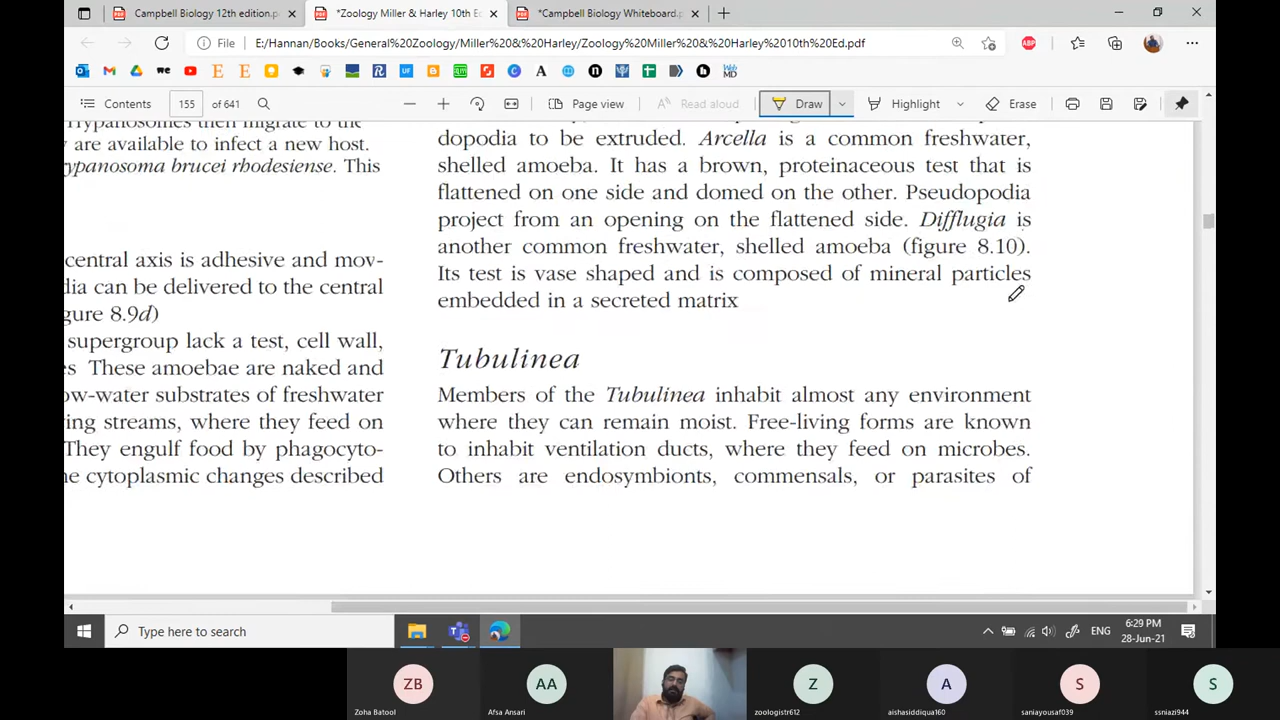 Campbell Biology 12th edition.p
*Zoology Miller & Harley 10th Ec
*Campbell Biology Whiteboard.p
File
E:/Hannan/Books/General%20Zoology/Miller%20&%20Harley/Zoology%20Miller%20&%20Harley%2010th%20Ed.pdf
Contents
155
of 641
Page view
Read aloud
Draw
Highlight
Erase
Trypanosomes then migrate to the
y are available to infect a new host.
rypanosoma brucei rhodesiense. This
central axis is adhesive and mov-
dia can be delivered to the central
gure 8.9d)
supergroup lack a test, cell wall,
es These amoebae are naked and
ow-water substrates of freshwater
ving streams, where they feed on
They engulf food by phagocyto-
ne cytoplasmic changes described
dopodia to be extruded. Arcella is a common freshwater,
shelled amoeba. It has a brown, proteinaceous test that is
flattened on one side and domed on the other. Pseudopodia
project from an opening on the flattened side. Difflugia is
another common freshwater, shelled amoeba (figure 8.10).
Its test is vase shaped and is composed of mineral particles
embedded in a secreted matrix
Tubulinea
Members of the Tubulinea inhabit almost any environment
where they can remain moist. Free-living forms are known
to inhabit ventilation ducts, where they feed on microbes.
Others are endosymbionts, commensals, or parasites of
Type here to search
ENG
6:29 PM
28-Jun-21
ZB
Zoha Batool
AA
Afsa Ansari
Z
zoologistr612
A
aishasiddiqua160
S
saniayousaf039
S
ssniazi944